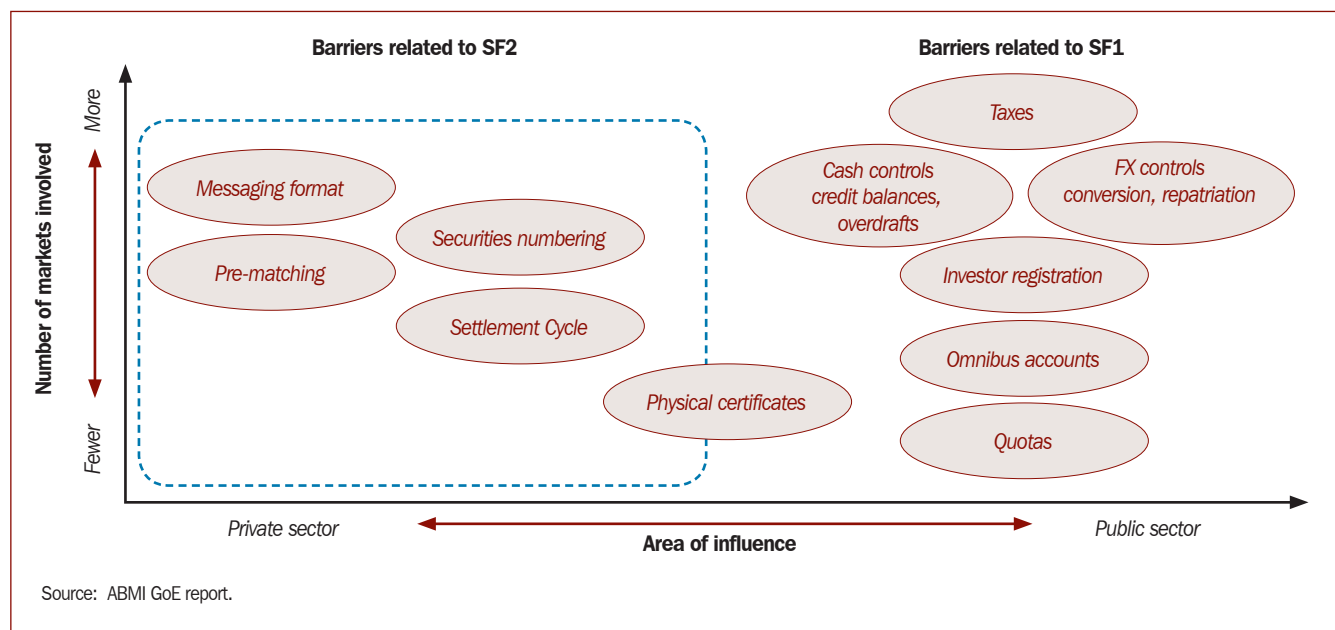 Barriers related to SF2
Barriers related to SF1
Number of markets involved
More
Fewer
Messaging format
Pre-matching
Securities numbering
Settlement Cycle
Physical certificates
Taxes
Cash controls
credit balances,
overdrafts
FX controls
conversion, repatriation
Investor registration
Omnibus accounts
Quotas
Private sector
Area of influence
Public sector
Source: ABMI GoE report.